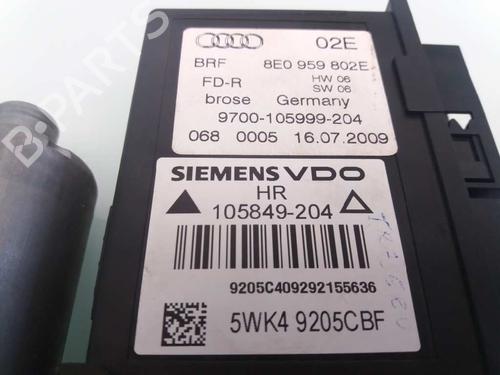 02E
BRF 8E0 959 802E
FD-R HW 06
SW 06
brose Germany
9700-105999-204
068 0005 16.07.2009
SIEMENS VDO
HR
105849-204
9205C409292155636
5WK4 9205CBF
B-PARTS